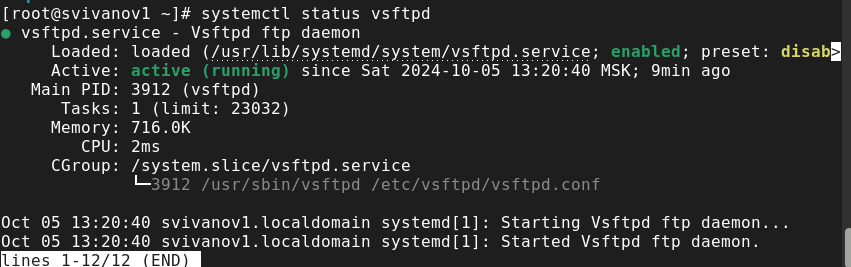 [root@svivanov1 ~]# systemctl status vsftpd
● vsftpd.service - Vsftpd ftp daemon
     Loaded: loaded (/usr/lib/systemd/system/vsftpd.service; enabled; preset: disab>
     Active: active (running) since Sat 2024-10-05 13:20:40 MSK; 9min ago
   Main PID: 3912 (vsftpd)
      Tasks: 1 (limit: 23032)
     Memory: 716.0K
        CPU: 2ms
     CGroup: /system.slice/vsftpd.service
             └─3912 /usr/sbin/vsftpd /etc/vsftpd/vsftpd.conf

Oct 05 13:20:40 svivanov1.localdomain systemd[1]: Starting Vsftpd ftp daemon...
Oct 05 13:20:40 svivanov1.localdomain systemd[1]: Started Vsftpd ftp daemon.
lines 1-12/12 (END)